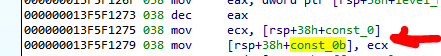 000000013F5F1273 038 dec     eax
000000013F5F1275 038 mov     ecx, [rsp+38h+const_0]
000000013F5F1279 038 mov     [rsp+38h+const_0b], ecx